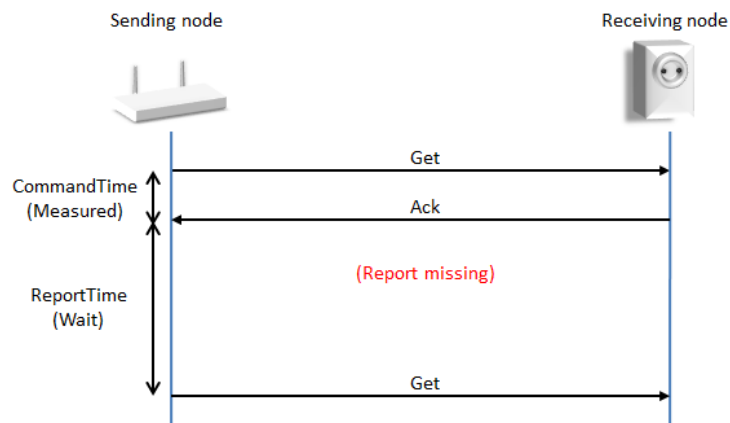 Sending node
Receiving node
Get
CommandTime
(Measured)
Ack
(Report missing)
ReportTime
(Wait)
Get